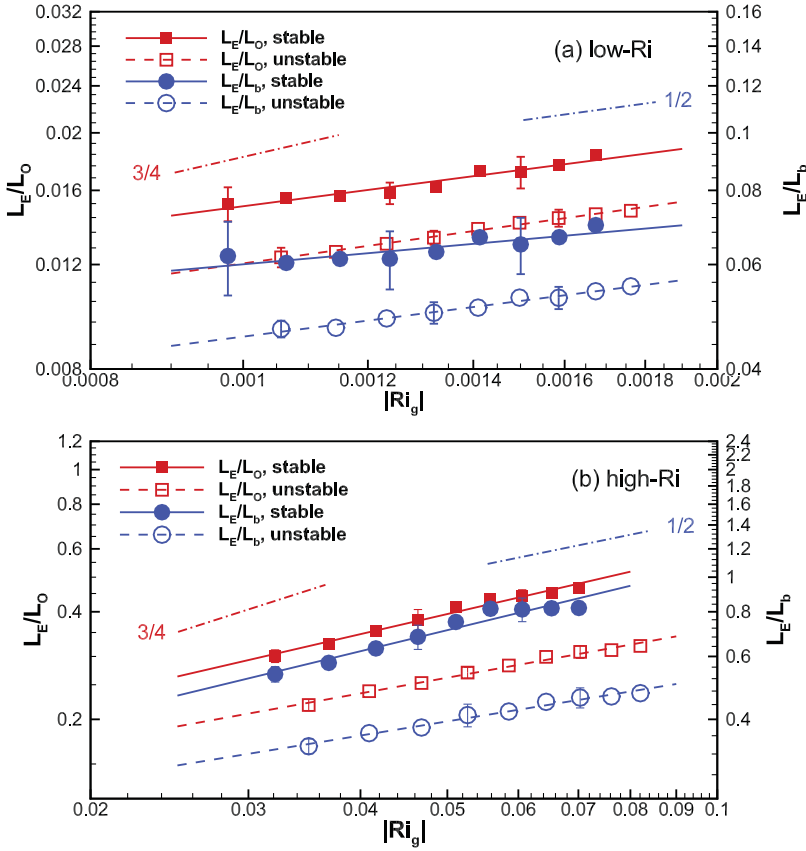 0.032
0.028
0.024
0.02
0.016
0.012
0.008
L_E/L_O
L_E/L_O, stable
L_E/L_O, unstable
L_E/L_b, stable
L_E/L_b, unstable
(a) low-Ri
3/4
1/2
0.16
0.14
0.12
0.1
0.08
0.06
0.04
L_E/L_b
0.0008 0.001 0.0012 0.0014 0.0016 0.0018 0.002
|Ri_g|
1.2
1
0.8
0.6
0.4
0.2
L_E/L_O
L_E/L_O, stable
L_E/L_O, unstable
L_E/L_b, stable
L_E/L_b, unstable
(b) high-Ri
3/4
1/2
2.4
2.2
2
1.8
1.6
1.4
1.2
1
0.8
0.6
0.4
L_E/L_b
0.02 0.03 0.04 0.05 0.06 0.07 0.08 0.09 0.1
|Ri_g|